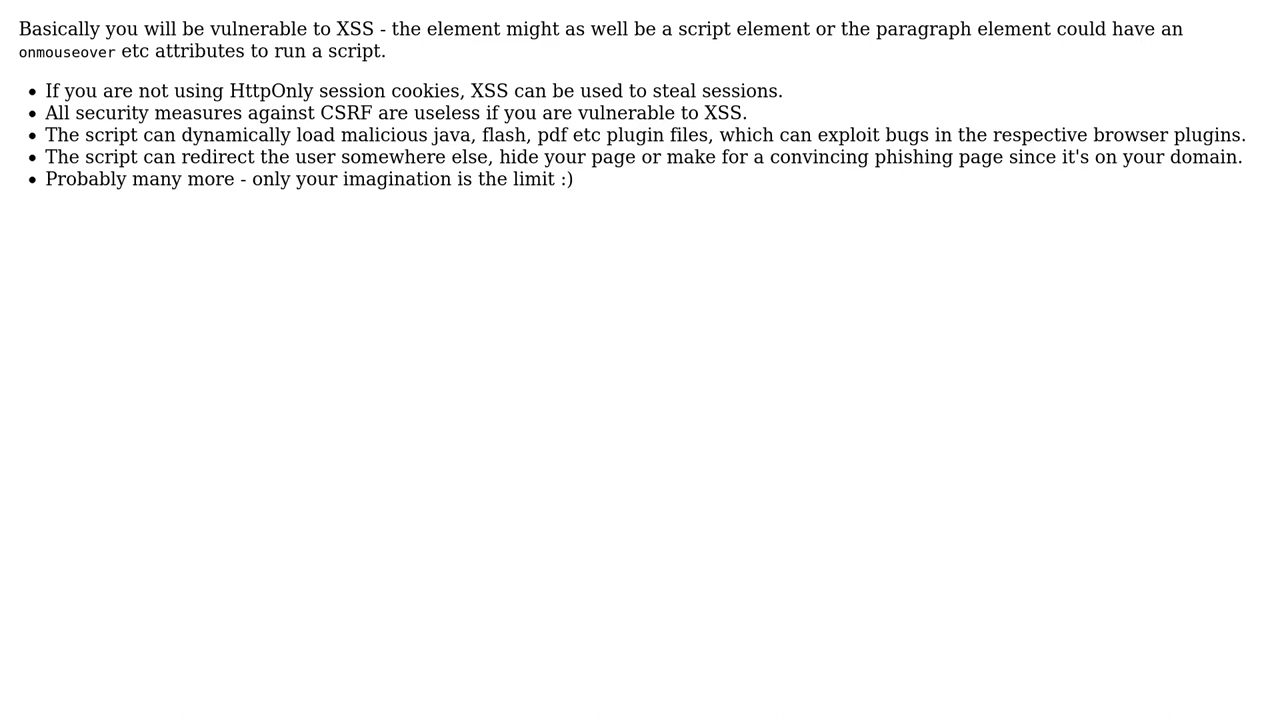 Basically you will be vulnerable to XSS - the element might as well be a script element or the paragraph element could have an
onmouseover etc attributes to run a script.
• If you are not using HttpOnly session cookies, XSS can be used to steal sessions.
• All security measures against CSRF are useless if you are vulnerable to XSS.
• The script can dynamically load malicious java, flash, pdf etc plugin files, which can exploit bugs in the respective browser plugins.
• The script can redirect the user somewhere else, hide your page or make for a convincing phishing page since it's on your domain.
• Probably many more - only your imagination is the limit :)